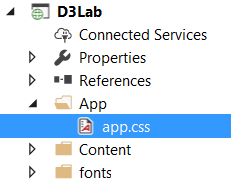 D3Lab
Connected Services
Properties
References
App
app.css
Content
fonts